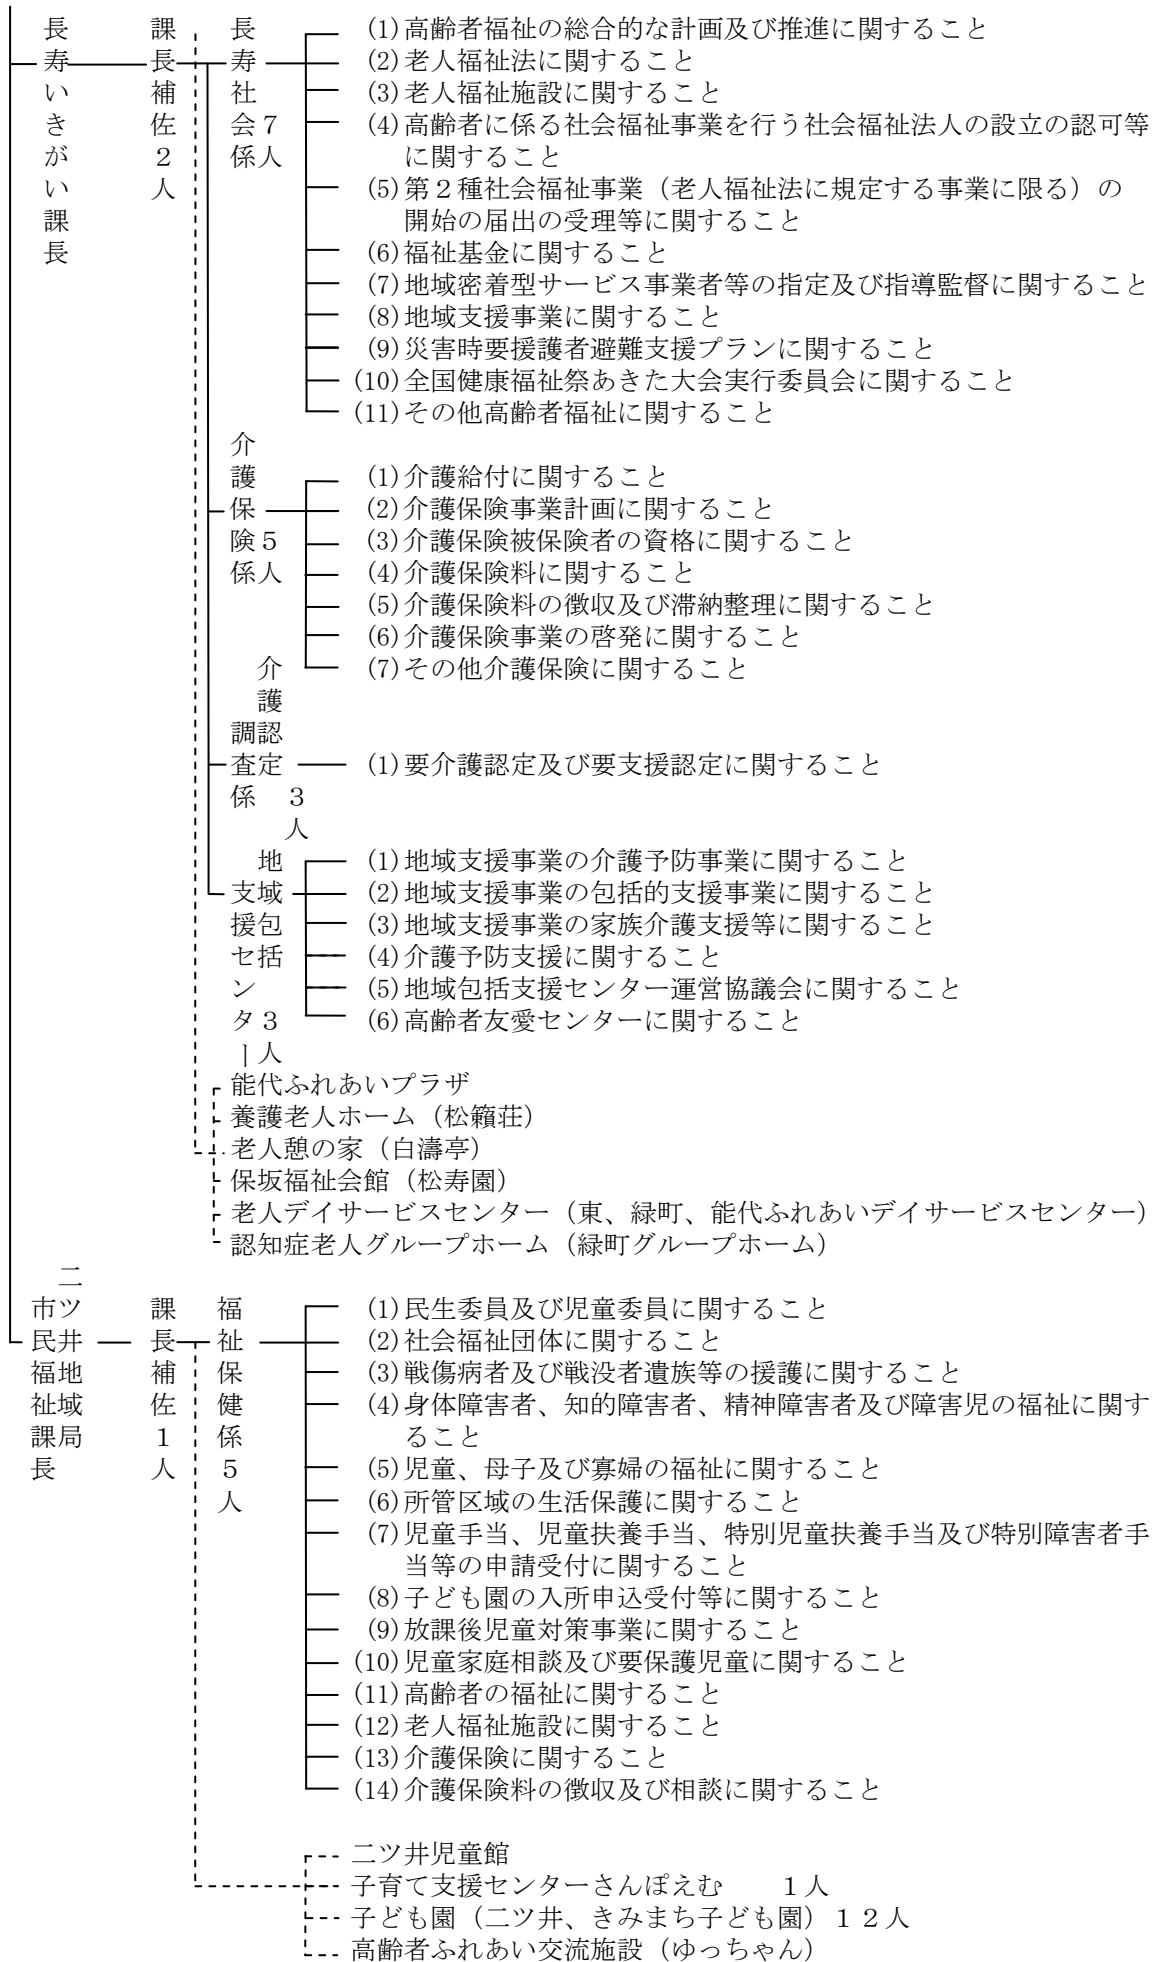 長寿いきがい課長
課長補佐２人
長寿社会係７人
(1)高齢者福祉の総合的な計画及び推進に関すること
(2)老人福祉法に関すること
(3)老人福祉施設に関すること
(4)高齢者に係る社会福祉事業を行う社会福祉法人の設立の認可等
に関すること
(5)第２種社会福祉事業（老人福祉法に規定する事業に限る）の
開始の届出の受理等に関すること
(6)福祉基金に関すること
(7)地域密着型サービス事業者等の指定及び指導監督に関すること
(8)地域支援事業に関すること
(9)災害時要援護者避難支援プランに関すること
(10)全国健康福祉祭あきた大会実行委員会に関すること
(11)その他高齢者福祉に関すること
介護保険係５人
(1)介護給付に関すること
(2)介護保険事業計画に関すること
(3)介護保険被保険者の資格に関すること
(4)介護保険料に関すること
(5)介護保険料の徴収及び滞納整理に関すること
(6)介護保険事業の啓発に関すること
(7)その他介護保険に関すること
介護認定
調査係
３人
(1)要介護認定及び要支援認定に関すること
地域包括
支援センター
３人
(1)地域支援事業の介護予防事業に関すること
(2)地域支援事業の包括的支援事業に関すること
(3)地域支援事業の家族介護支援等に関すること
(4)介護予防支援に関すること
(5)地域包括支援センター運営協議会に関すること
(6)高齢者友愛センターに関すること
能代ふれあいプラザ
養護老人ホーム（松籟荘）
老人憩の家（白濤亭）
保坂福祉会館（松寿園）
老人デイサービスセンター（東、緑町、能代ふれあいデイサービスセンター）
認知症老人グループホーム（緑町グループホーム）
二ツ井地域局
市民福祉課長
課長補佐１人
福祉保健係５人
(1)民生委員及び児童委員に関すること
(2)社会福祉団体に関すること
(3)戦傷病者及び戦没者遺族等の援護に関すること
(4)身体障害者、知的障害者、精神障害者及び障害児の福祉に関す
ること
(5)児童、母子及び寡婦の福祉に関すること
(6)所管区域の生活保護に関すること
(7)児童手当、児童扶養手当、特別児童扶養手当及び特別障害者手
当等の申請受付に関すること
(8)子ども園の入所申込受付等に関すること
(9)放課後児童対策事業に関すること
(10)児童家庭相談及び要保護児童に関すること
(11)高齢者の福祉に関すること
(12)老人福祉施設に関すること
(13)介護保険に関すること
(14)介護保険料の徴収及び相談に関すること
二ツ井児童館
子育て支援センターさんぽえむ　　１人
子ども園（二ツ井、きみまち子ども園）１２人
高齢者ふれあい交流施設（ゆっちゃん）